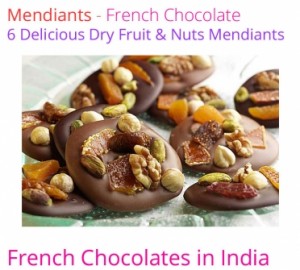 Mendiants - French Chocolate
6 Delicious Dry Fruit & Nuts Mendiants
French Chocolates in India